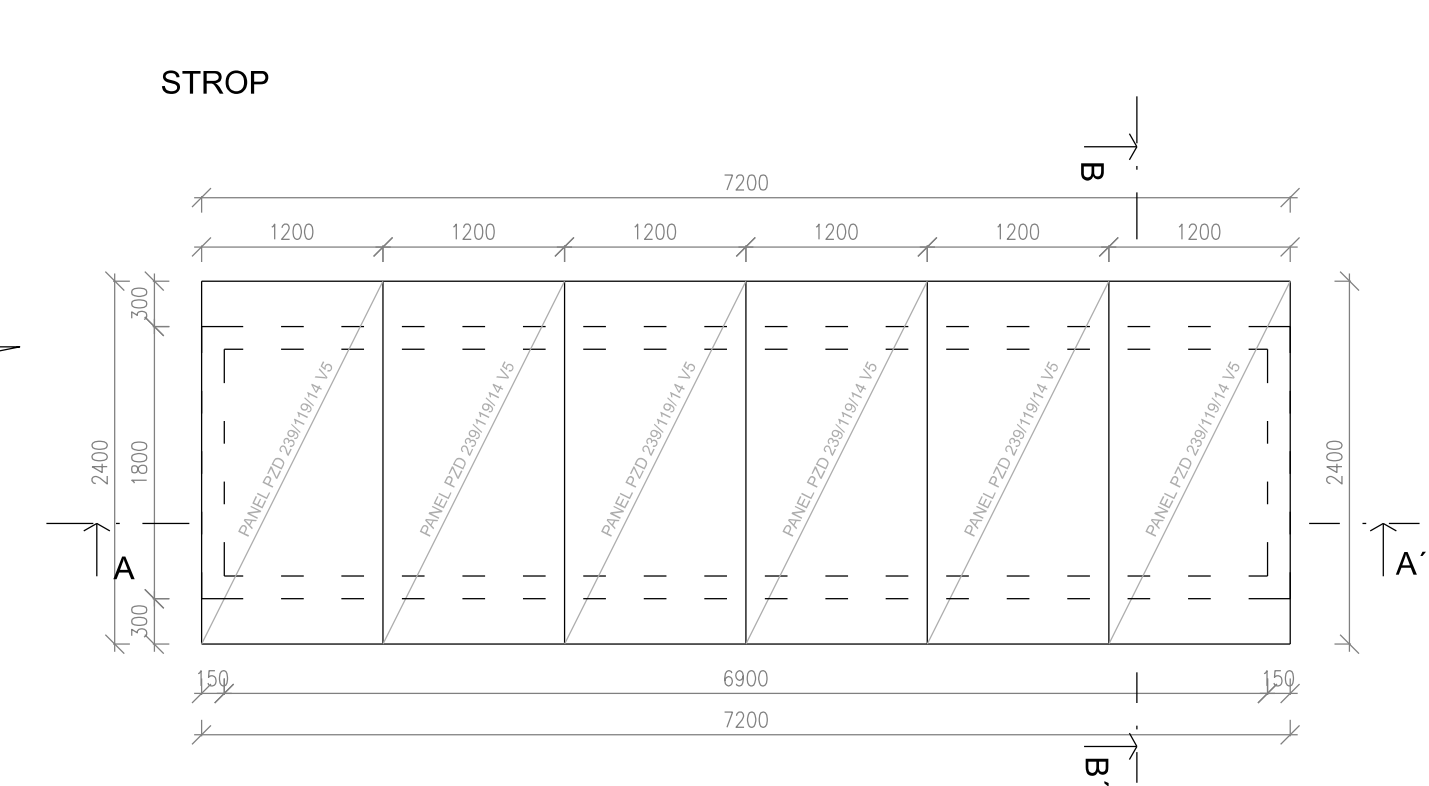 STROP
B
7200
1200 1200 1200 1200 1200 1200
300
1800
300
2400
2400
PANEL PZD 239/119/14 V5
PANEL PZD 239/119/14 V5
PANEL PZD 239/119/14 V5
PANEL PZD 239/119/14 V5
PANEL PZD 239/119/14 V5
PANEL PZD 239/119/14 V5
A
A´
150 6900 150
7200
B´